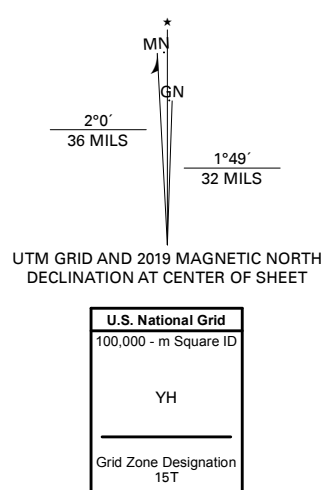 ★
MN
GN
2°0´
36 MILS
1°49´
32 MILS
UTM GRID AND 2019 MAGNETIC NORTH
DECLINATION AT CENTER OF SHEET
U.S. National Grid
100,000 - m Square ID
YH
Grid Zone Designation
15T